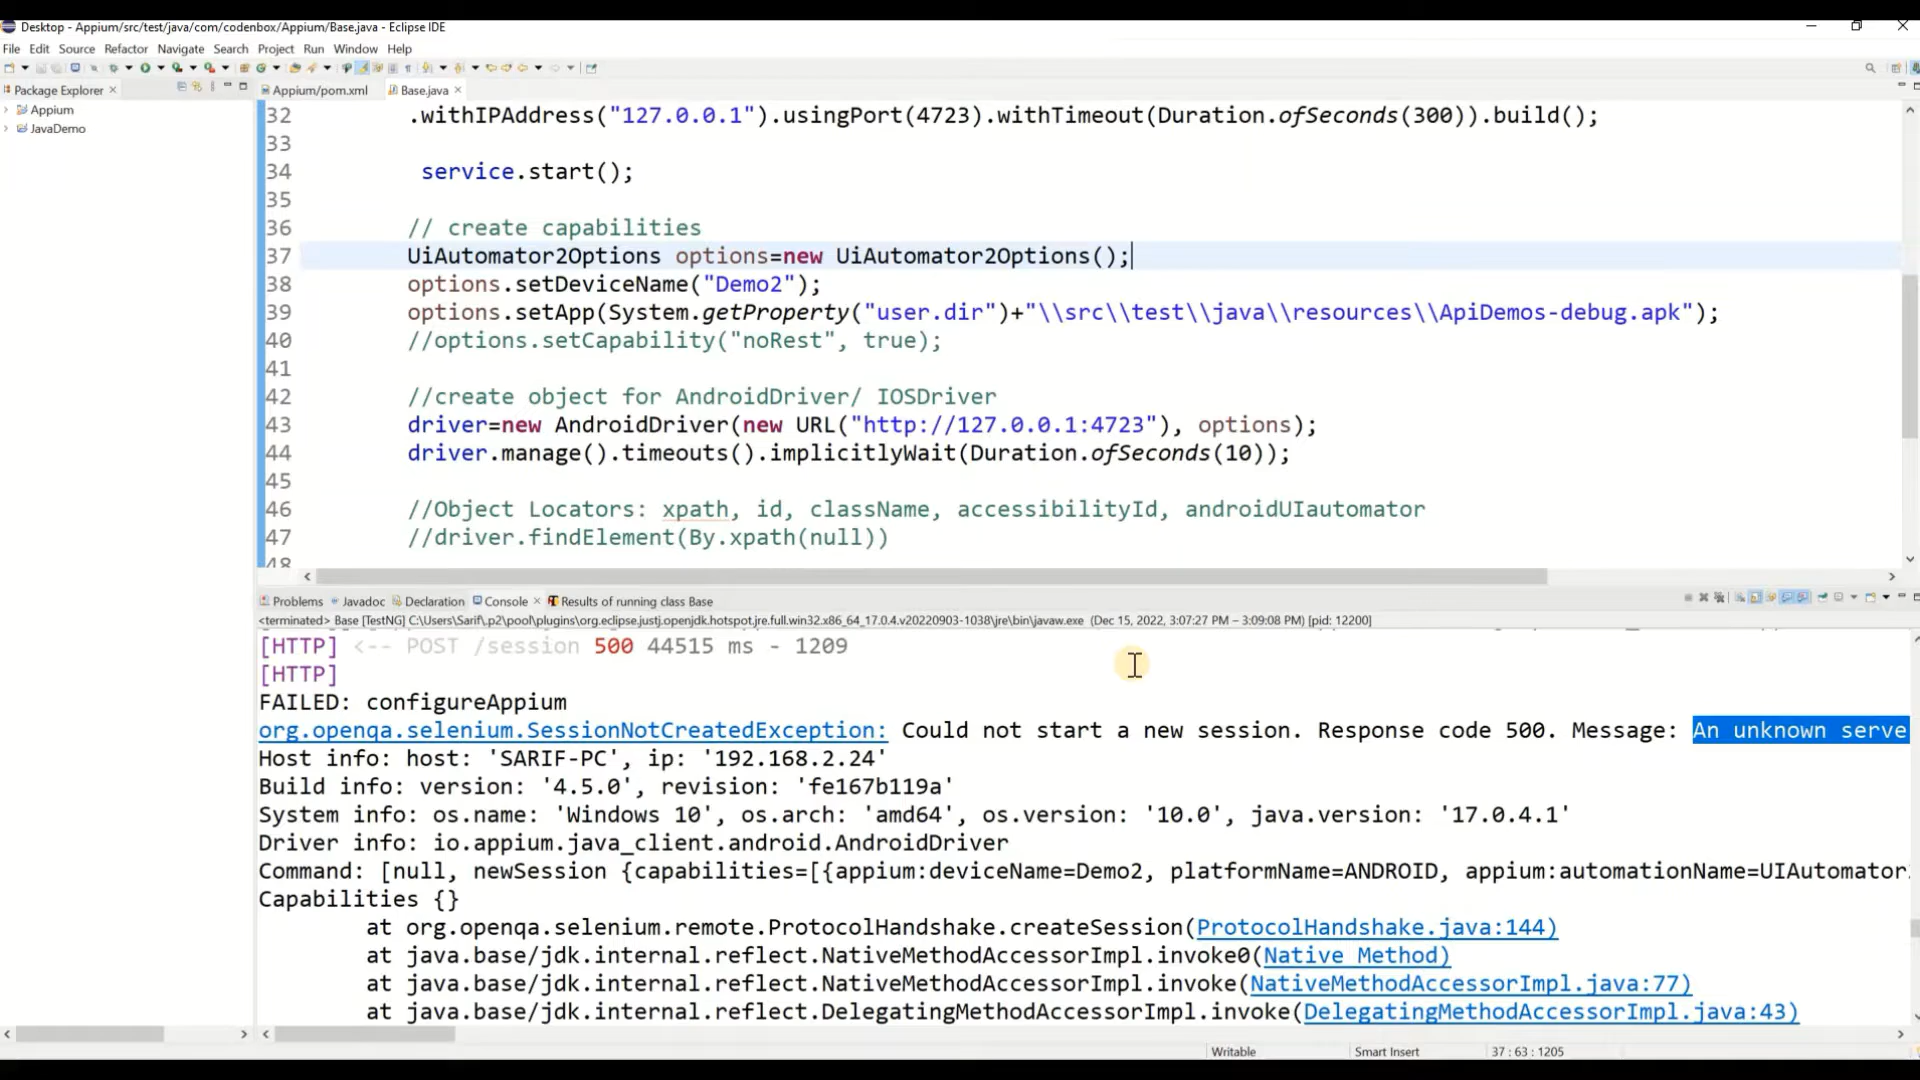 Desktop - Appium/src/test/java/com/codenbox/Appium/Base.java - Eclipse IDE
File Edit Source Refactor Navigate Search Project Run Window Help
Package Explorer
Appium/pom.xml
Base.java
Appium
JavaDemo
32 .withIPAddress("127.0.0.1").usingPort(4723).withTimeout(Duration.ofSeconds(300)).build();
33
34 service.start();
35
36 // create capabilities
37 UiAutomator2Options options=new UiAutomator2Options();
38 options.setDeviceName("Demo2");
39 options.setApp(System.getProperty("user.dir")+"\\src\\test\\java\\resources\\ApiDemos-debug.apk");
40 //options.setCapability("noRest", true);
41
42 //create object for AndroidDriver/ IOSDriver
43 driver=new AndroidDriver(new URL("http://127.0.0.1:4723"), options);
44 driver.manage().timeouts().implicitlyWait(Duration.ofSeconds(10));
45
46 //Object Locators: xpath, id, className, accessibilityId, androidUIautomator
47 //driver.findElement(By.xpath(null))
48
Problems Javadoc Declaration Console Results of running class Base
<terminated> Base [TestNG] C:\Users\Sarif\.p2\pool\plugins\org.eclipse.justj.openjdk.hotspot.jre.full.win32.x86_64_17.0.4.v20220903-1038\jre\bin\javaw.exe (Dec 15, 2022, 3:07:27 PM – 3:09:08 PM) [pid: 12200]
[HTTP] <-- POST /session 500 44515 ms - 1209
[HTTP]
FAILED: configureAppium
org.openqa.selenium.SessionNotCreatedException: Could not start a new session. Response code 500. Message: An unknown serve
Host info: host: 'SARIF-PC', ip: '192.168.2.24'
Build info: version: '4.5.0', revision: 'fe167b119a'
System info: os.name: 'Windows 10', os.arch: 'amd64', os.version: '10.0', java.version: '17.0.4.1'
Driver info: io.appium.java_client.android.AndroidDriver
Command: [null, newSession {capabilities=[{appium:deviceName=Demo2, platformName=ANDROID, appium:automationName=UIAutomator
Capabilities {}
at org.openqa.selenium.remote.ProtocolHandshake.createSession(ProtocolHandshake.java:144)
at java.base/jdk.internal.reflect.NativeMethodAccessorImpl.invoke0(Native Method)
at java.base/jdk.internal.reflect.NativeMethodAccessorImpl.invoke(NativeMethodAccessorImpl.java:77)
at java.base/jdk.internal.reflect.DelegatingMethodAccessorImpl.invoke(DelegatingMethodAccessorImpl.java:43)
Writable Smart Insert 37 : 63 : 1205